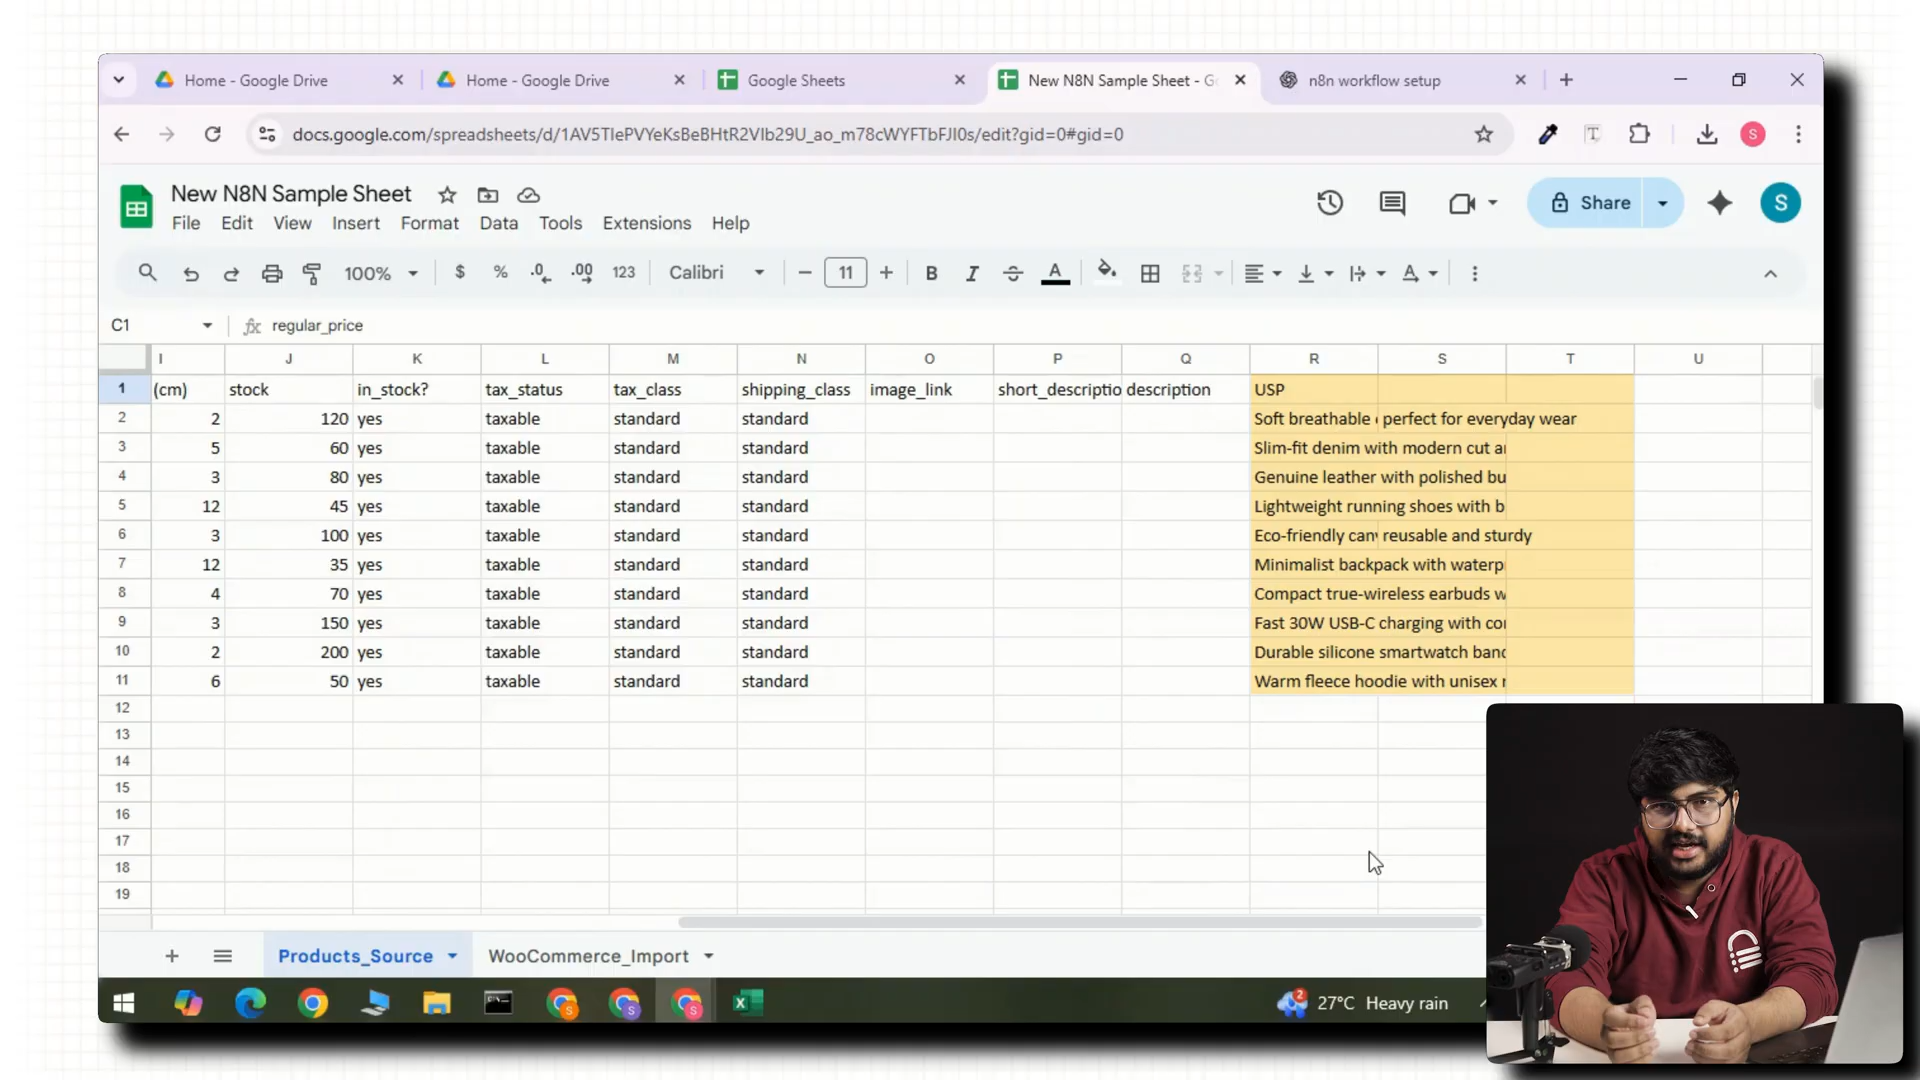 Home - Google Drive
Home - Google Drive
Google Sheets
New N8N Sample Sheet - Go
n8n workflow setup
docs.google.com/spreadsheets/d/1AV5TIePVYeKsBeBHtR2VIb29U_ao_m78cWYFTbFJI0s/edit?gid=0#gid=0
S
New N8N Sample Sheet
Share
S
File Edit View Insert Format Data Tools Extensions Help
100% $ % .0 .00 123 Calibri 11 B I A
C1 fx regular_price
I J K L M N O P Q R S T U
1 (cm) stock in_stock? tax_status tax_class shipping_class image_link short_descriptio description USP
2 2 120 yes taxable standard standard Soft breathable perfect for everyday wear
3 5 60 yes taxable standard standard Slim-fit denim with modern cut
4 3 80 yes taxable standard standard Genuine leather with polished bu
5 12 45 yes taxable standard standard Lightweight running shoes with b
6 3 100 yes taxable standard standard Eco-friendly can reusable and sturdy
7 12 35 yes taxable standard standard Minimalist backpack with waterp
8 4 70 yes taxable standard standard Compact true-wireless earbuds w
9 3 150 yes taxable standard standard Fast 30W USB-C charging with co
10 2 200 yes taxable standard standard Durable silicone smartwatch band
11 6 50 yes taxable standard standard Warm fleece hoodie with unisex
12
13
14
15
16
17
18
19
Products_Source WooCommerce_Import
2 27°C Heavy rain